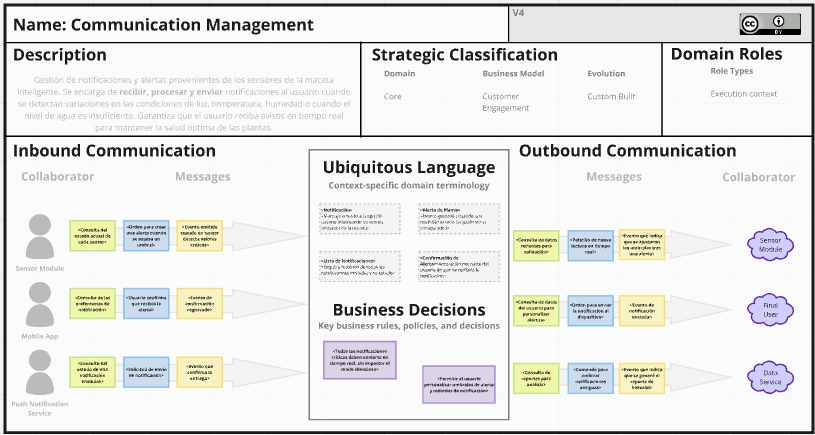 Name: Communication Management
V4
CC BY
Description
Gestión de notificaciones y alertas provenientes de los sensores de la maceta
inteligente. Se encarga de recibir, procesar y enviar notificaciones al usuario cuando
se detectan variaciones en las condiciones de luz, temperatura, humedad o cuando el
nivel de agua es insuficiente. Garantiza que el usuario reciba avisos en tiempo real
para mantener la salud óptima de las plantas.
Strategic Classification
Domain
Business Model
Evolution
Core
Customer
Engagement
Custom Built
Domain Roles
Role Types
Execution context
Inbound Communication
Collaborator
Messages
Sensor Module
<Consulta del
estado actual de
cada sensor>
<Orden para crear
una alerta cuando
se supera un
umbral>
<Evento emitido
cuando un sensor
detecta valores
críticos>
Mobile App
<Consulta de las
preferencias de
notificación>
<Usuario confirma
que recibió la
alerta>
<Evento de
confirmación
registrado>
Push Notification
Service
<Consulta del
estado de una
notificación
enviada>
<Solicitud de envío
de notificación>
<Evento que
confirma la
entrega>
Ubiquitous Language
Context-specific domain terminology
<Notificación>
<Alerta de Planta>
<Lista de Notificaciones>
<Confirmación de
Alerta>
Business Decisions
Key business rules, policies, and decisions
<Todas las notificaciones
críticas deben enviarse en
tiempo real, sin importar el
modo silencioso>
<Permitir al usuario
personalizar umbrales de alerta
y
Outbound Communication
Messages
Collaborator
<Consulta de datos
recientes para
validación>
<Petición de nueva
lectura en tiempo
real>
<Evento que indica
que se ajustaron
los umbrales tras
una alerta>
Sensor
Module
<Consulta de datos
del usuario para
personalizar
alertas>
<Orden para enviar
la notificación al
dispositivo>
<Evento de
notificación
enviada>
Final
User
<Consulta de
reportes para
análisis>
<Comando para
archivar
notificaciones
antiguas>
<Evento que indica
que se generó el
reporte de
historial>
Data
Service